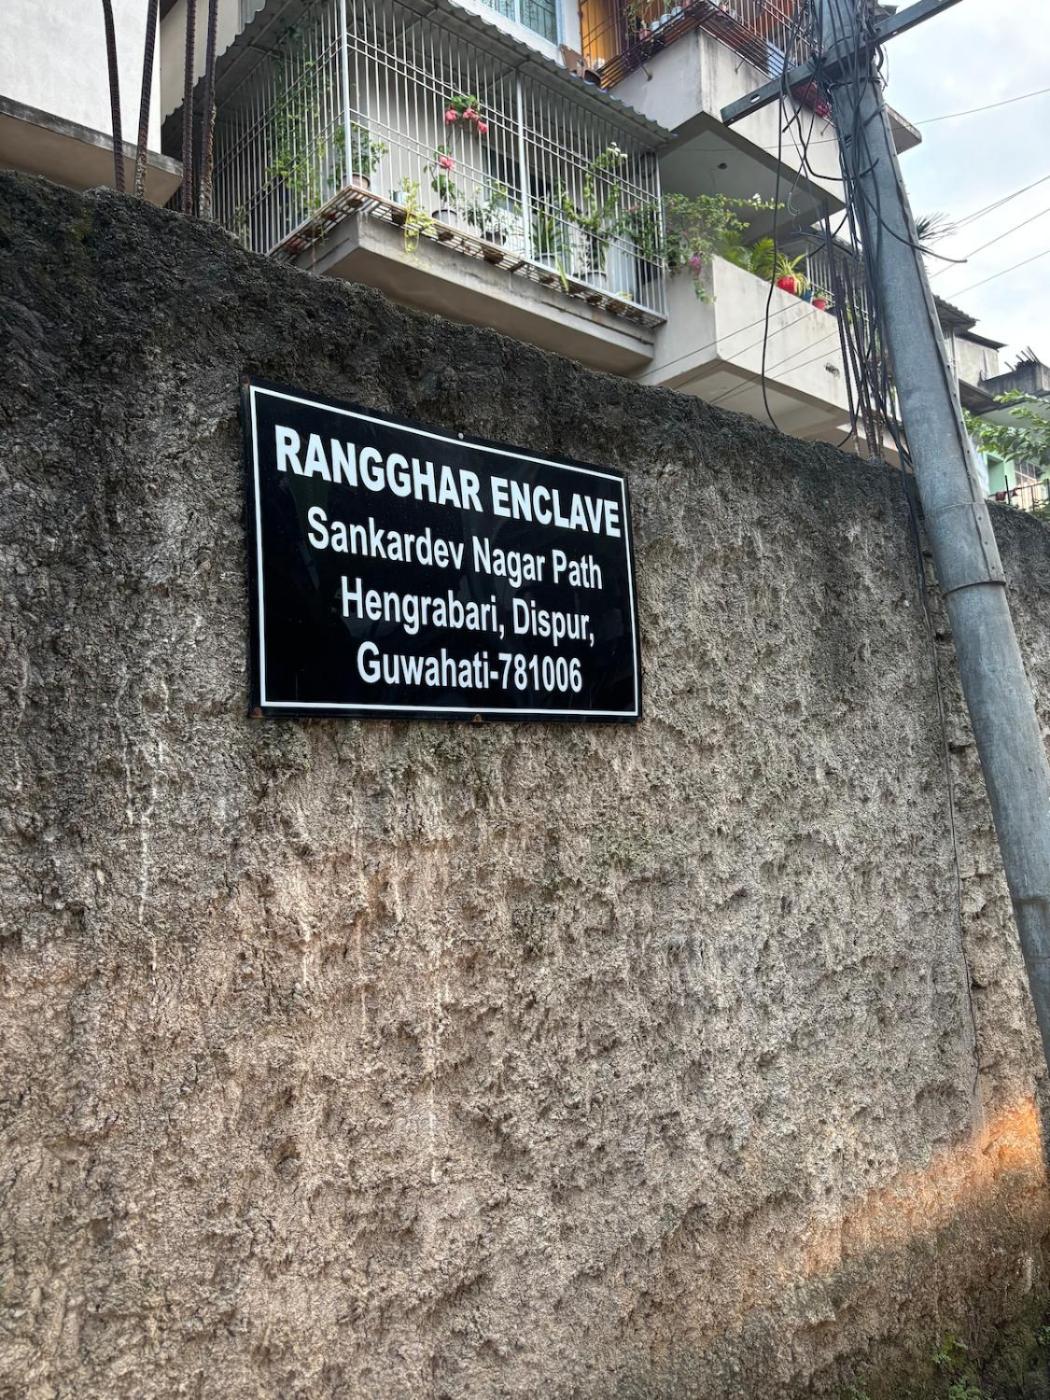 RANGGHAR ENCLAVE
Sankardev Nagar Path
Hengrabari, Dispur,
Guwahati-781006